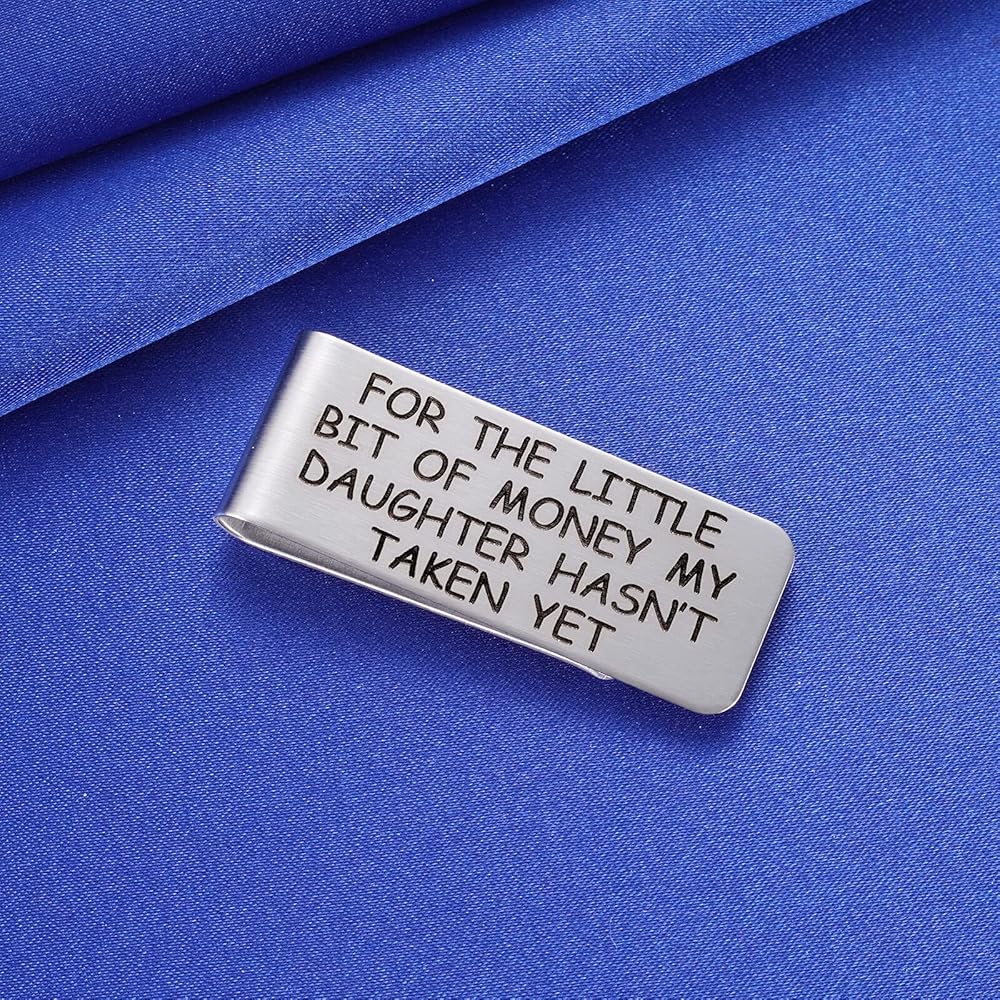 FOR THE LITTLE
BIT OF MONEY MY
DAUGHTER HASN'T
TAKEN YET